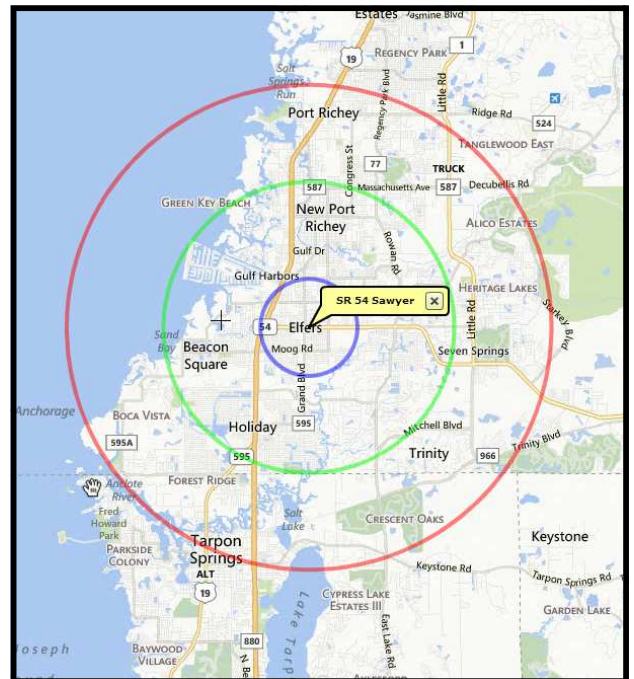 Estates
Jasmine Blvd
19
REGENCY PARK
1
Salt
Springs
Run
Regency Park Blvd
Little Rd
Port Richey
Ridge Rd
524
Congress St
TANGLEWOOD EAST
77
TRUCK
587
Massachusetts Ave
587
Decubellis Rd
GREEN KEY BEACH
New Port
Richey
Rowan Rd
ALICO ESTATES
Gulf Dr
Gulf Harbors
HERITAGE LAKES
SR 54 Sawyer
Little Rd
Starkey Blvd
54
Elfers
Sand
Bay
Beacon
Square
Moog Rd
Seven Springs
Grand Blvd
Anchorage
BOCA VISTA
Holiday
595
Mitchell Blvd
595A
Trinity
Trinity Blvd
595
966
Anclote
River
FOREST RIDGE
Fred
Howard
Park
Salt
Lake
CRESCENT OAKS
Keystone
PARKSIDE
COLONY
Tarpon
Springs
ALT
19
Keystone Rd
Tarpon Springs Rd
CYPRESS LAKE
ESTATES III
GARDEN LAKE
Lake Tarp
East Lake Rd
880
Joseph
BAYWOOD
VILLAGE
N. Be